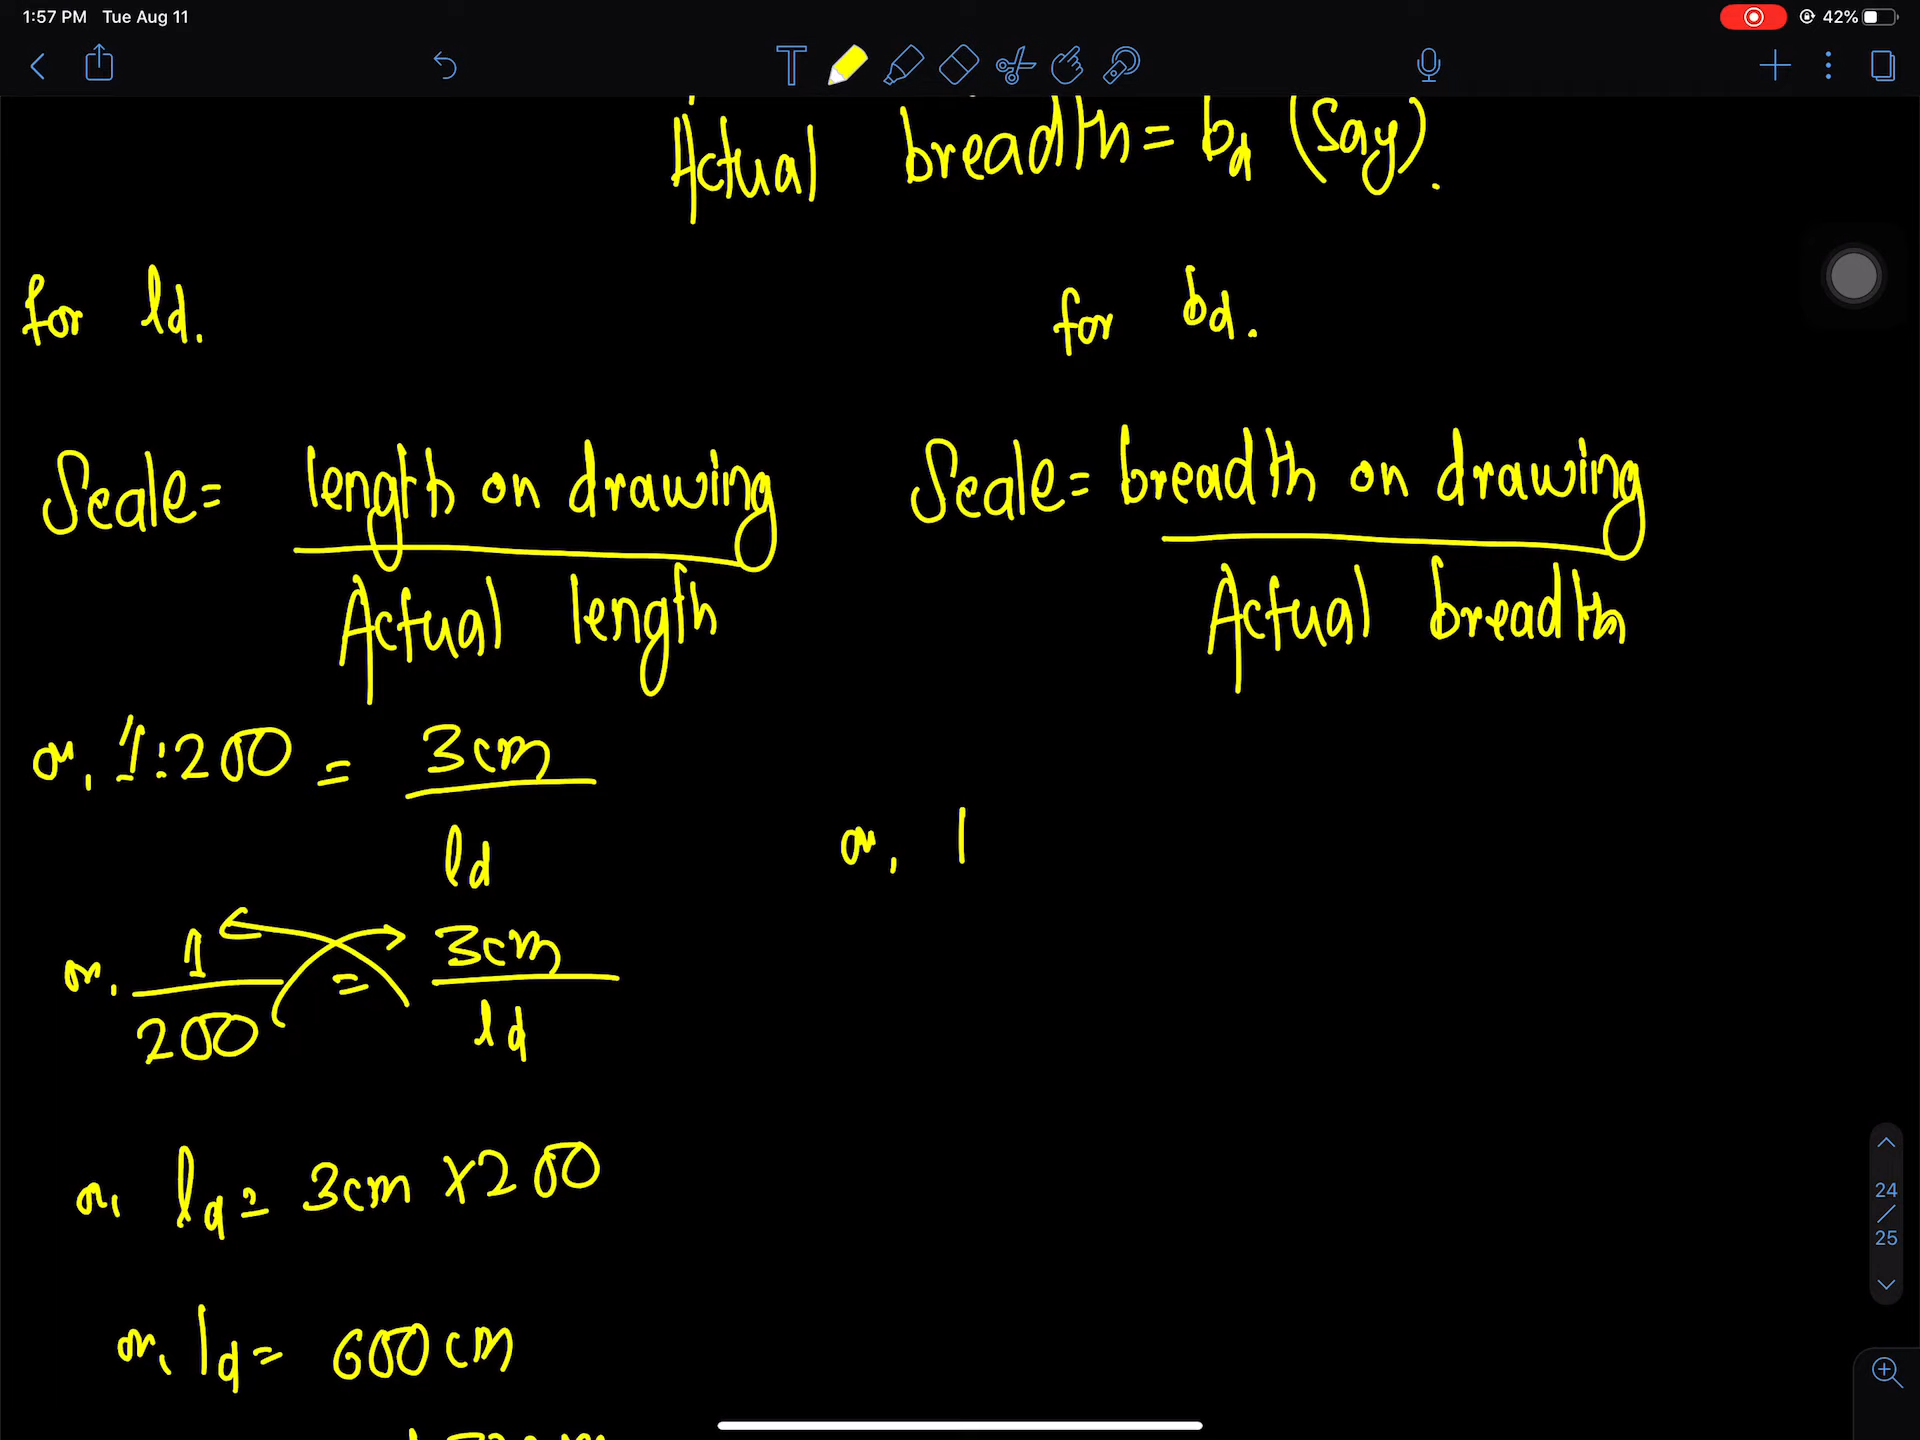 1:57 PM Tue Aug 11
42%
Actual breadth = bd (Say).
for ld.
for bd.
Scale = length on drawing
Actual length
Scale = breadth on drawing
Actual breadth
or, 1:200 = 3cm
ld
or, 1
or, 1 = 3cm
200 ld
or, ld = 3cm × 200
or, ld = 600 cm
24
/
25